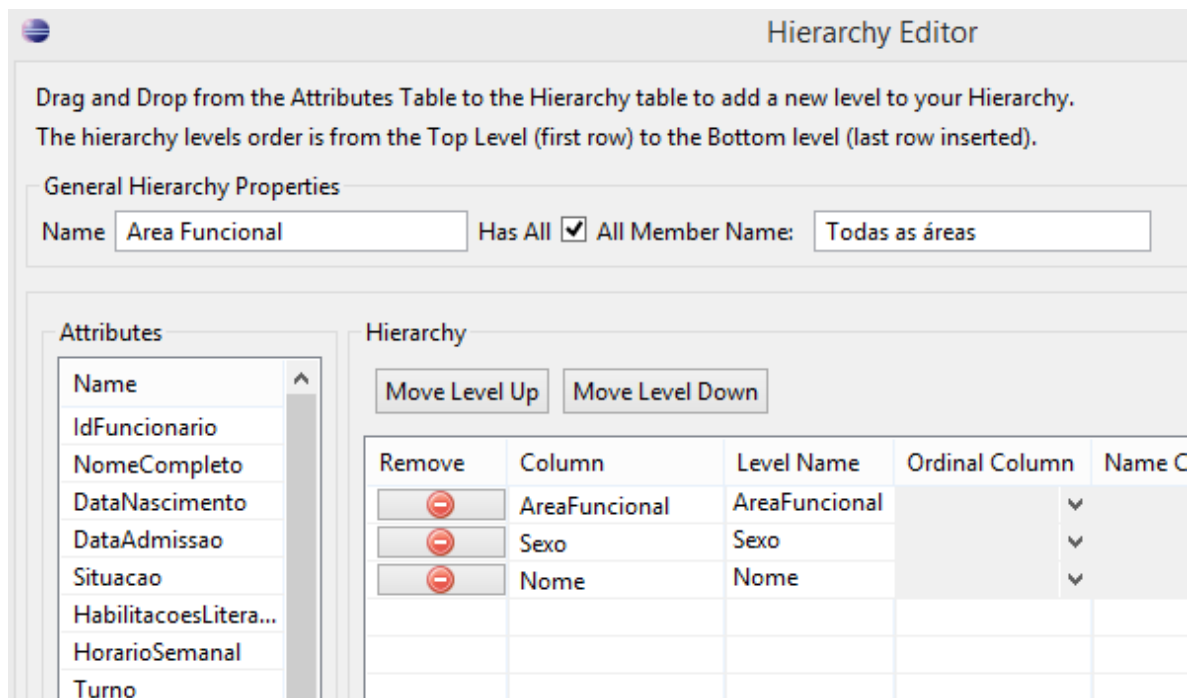 Hierarchy Editor
Drag and Drop from the Attributes Table to the Hierarchy table to add a new level to your Hierarchy.
The hierarchy levels order is from the Top Level (first row) to the Bottom level (last row inserted).
General Hierarchy Properties
Name Area Funcional Has All All Member Name: Todas as áreas
Attributes
Name
IdFuncionario
NomeCompleto
DataNascimento
DataAdmissao
Situacao
HabilitacoesLitera...
HorarioSemanal
Turno
Hierarchy
Move Level Up Move Level Down
Remove Column Level Name Ordinal Column Name C
AreaFuncional AreaFuncional
Sexo Sexo
Nome Nome